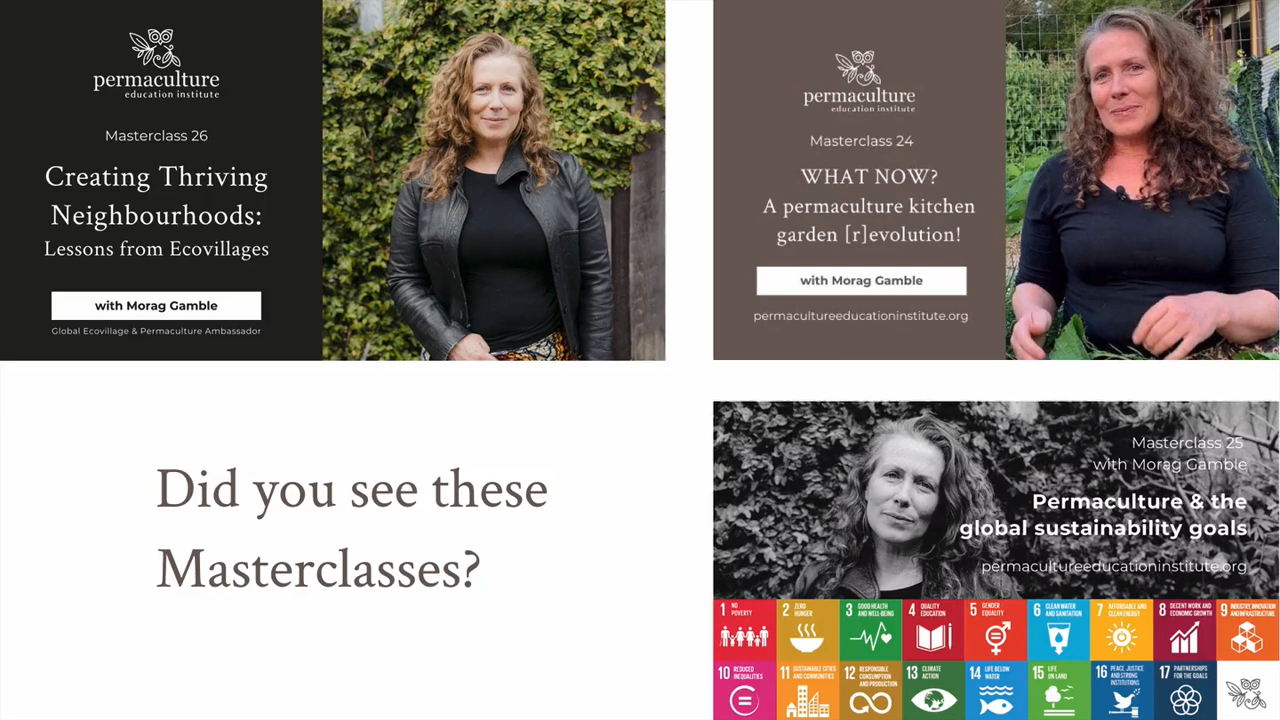 permaculture
education institute
Masterclass 26
Creating Thriving
Neighbourhoods:
Lessons from Ecovillages
with Morag Gamble
Global Ecovillage & Permaculture Ambassador
permaculture
education institute
Masterclass 24
WHAT NOW?
A permaculture kitchen
garden [r]evolution!
with Morag Gamble
permacultureeducationinstitute.org
Did you see these
Masterclasses?
Masterclass 25
with Morag Gamble
Permaculture & the
global sustainability goals
permacultureeducationinstitute.org
1 NO
POVERTY
2 ZERO
HUNGER
3 GOOD HEALTH
AND WELL-BEING
4 QUALITY
EDUCATION
5 GENDER
EQUALITY
6 CLEAN WATER
AND SANITATION
7 AFFORDABLE AND
CLEAN ENERGY
8 DECENT WORK AND
ECONOMIC GROWTH
9 INDUSTRY, INNOVATION
AND INFRASTRUCTURE
10 REDUCED
INEQUALITIES
11 SUSTAINABLE CITIES
AND COMMUNITIES
12 RESPONSIBLE
CONSUMPTION
AND PRODUCTION
13 CLIMATE
ACTION
14 LIFE BELOW
WATER
15 LIFE
ON LAND
16 PEACE, JUSTICE
AND STRONG
INSTITUTIONS
17 PARTNERSHIPS
FOR THE GOALS